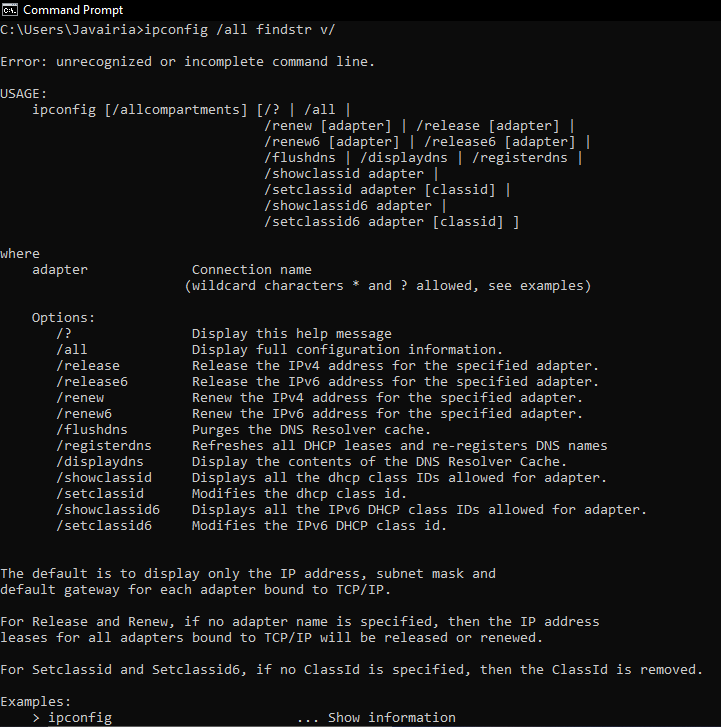 Command Prompt
C:\Users\Javairia>ipconfig /all findstr v/
Error: unrecognized or incomplete command line.
USAGE:
ipconfig [/allcompartments] [/? | /all |
/renew [adapter] | /release [adapter] |
/renew6 [adapter] | /release6 [adapter] |
/flushdns | /displaydns | /registerdns |
/showclassid adapter |
/setclassid adapter [classid] |
/showclassid6 adapter |
/setclassid6 adapter [classid] ]
where
adapter Connection name
(wildcard characters * and ? allowed, see examples)
Options:
/? Display this help message
/all Display full configuration information.
/release Release the IPv4 address for the specified adapter.
/release6 Release the IPv6 address for the specified adapter.
/renew Renew the IPv4 address for the specified adapter.
/renew6 Renew the IPv6 address for the specified adapter.
/flushdns Purges the DNS Resolver cache.
/registerdns Refreshes all DHCP leases and re-registers DNS names
/displaydns Display the contents of the DNS Resolver Cache.
/showclassid Displays all the dhcp class IDs allowed for adapter.
/setclassid Modifies the dhcp class id.
/showclassid6 Displays all the IPv6 DHCP class IDs allowed for adapter.
/setclassid6 Modifies the IPv6 DHCP class id.
The default is to display only the IP address, subnet mask and
default gateway for each adapter bound to TCP/IP.
For Release and Renew, if no adapter name is specified, then the IP address
leases for all adapters bound to TCP/IP will be released or renewed.
For Setclassid and Setclassid6, if no ClassId is specified, then the ClassId is removed.
Examples:
> ipconfig ... Show information